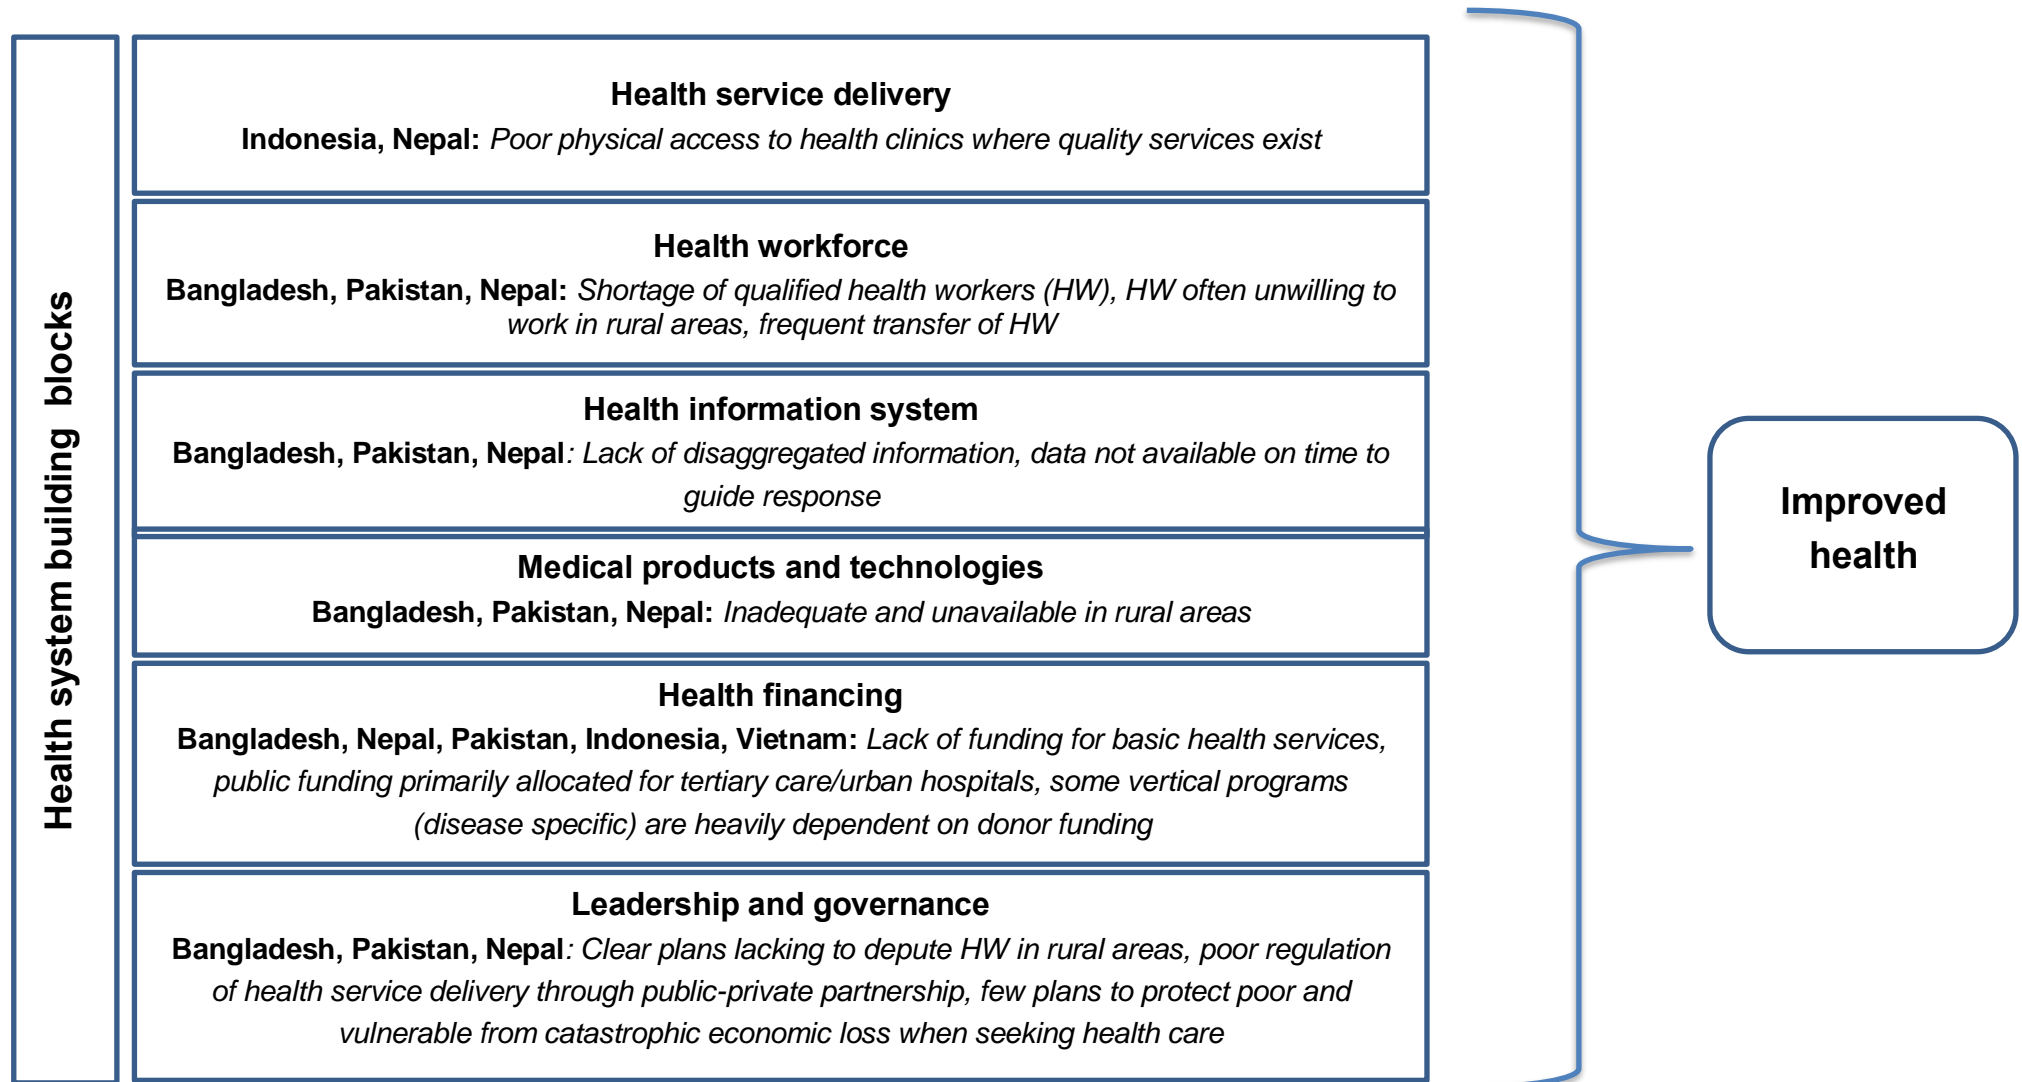 Health system building blocks
Health service delivery
Indonesia, Nepal: Poor physical access to health clinics where quality services exist
Health workforce
Bangladesh, Pakistan, Nepal: Shortage of qualified health workers (HW), HW often unwilling to
work in rural areas, frequent transfer of HW
Health information system
Bangladesh, Pakistan, Nepal: Lack of disaggregated information, data not available on time to
guide response
Medical products and technologies
Bangladesh, Pakistan, Nepal: Inadequate and unavailable in rural areas
Health financing
Bangladesh, Nepal, Pakistan, Indonesia, Vietnam: Lack of funding for basic health services,
public funding primarily allocated for tertiary care/urban hospitals, some vertical programs
(disease specific) are heavily dependent on donor funding
Leadership and governance
Bangladesh, Pakistan, Nepal: Clear plans lacking to depute HW in rural areas, poor regulation
of health service delivery through public-private partnership, few plans to protect poor and
vulnerable from catastrophic economic loss when seeking health care
Improved
health